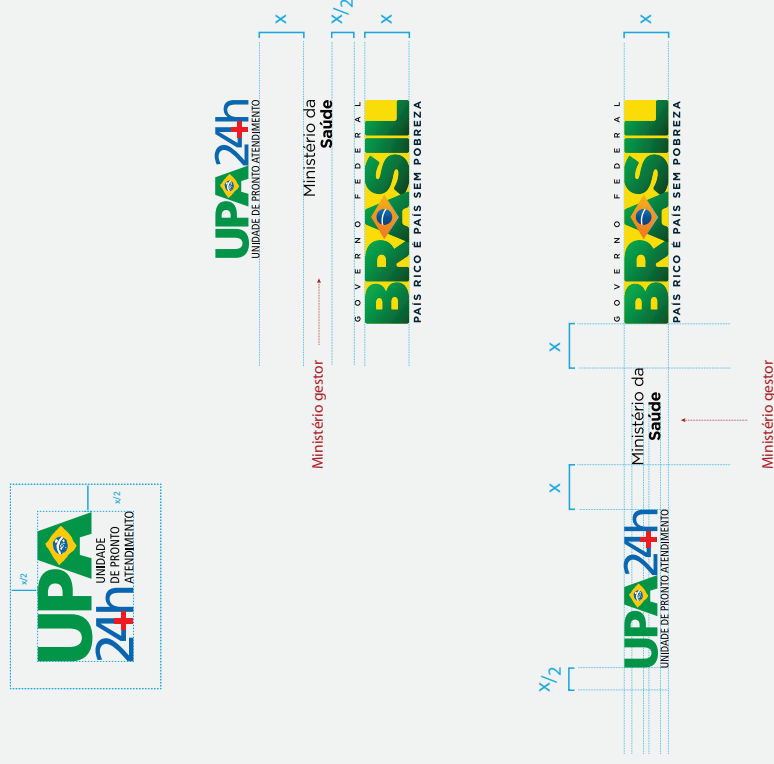 x/2
UPA
24h
UNIDADE
DE PRONTO
ATENDIMENTO
x/2
UPA24h
UNIDADE DE PRONTO ATENDIMENTO
x
Ministério da
Saúde
Ministério gestor
x/2
GOVERNO FEDERAL
BRASIL
PAÍS RICO É PAÍS SEM POBREZA
x
x/2
UPA24h
UNIDADE DE PRONTO ATENDIMENTO
x
Ministério da
Saúde
Ministério gestor
x
GOVERNO FEDERAL
BRASIL
PAÍS RICO É PAÍS SEM POBREZA
x